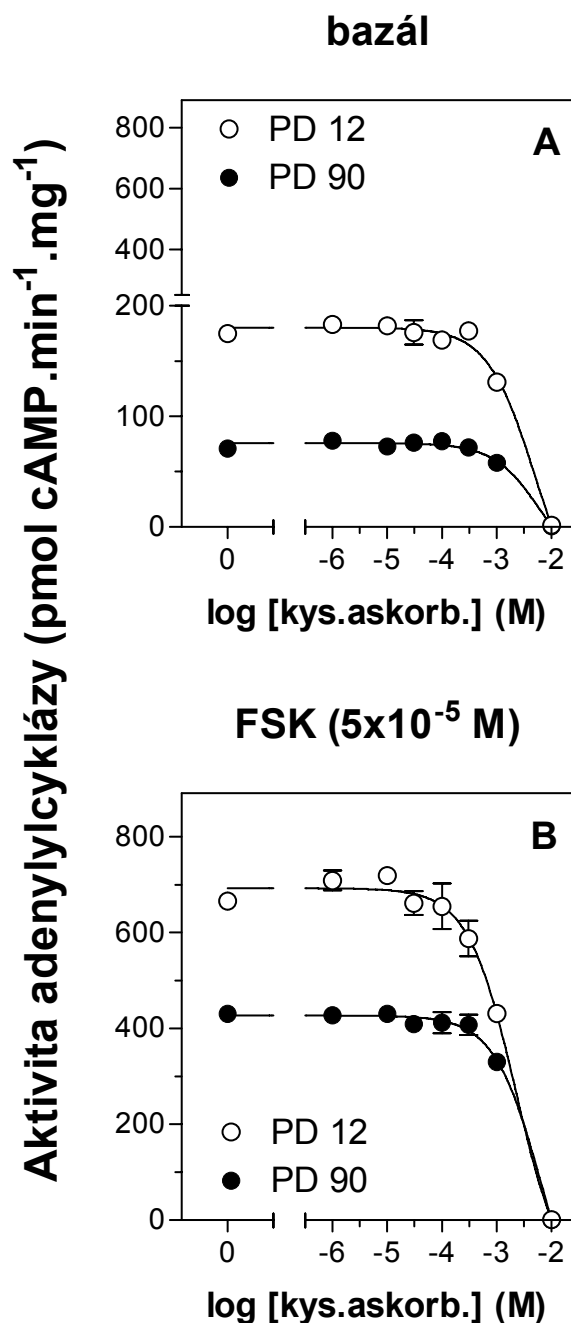 bazál
Aktivita adenylylcyklázy (pmol cAMP.min⁻¹.mg⁻¹)
A
PD 12
PD 90
800
600
400
200
100
0
0 -6 -5 -4 -3 -2
log [kys.askorb.] (M)
FSK (5x10⁻⁵ M)
B
800
600
400
200
0
PD 12
PD 90
0 -6 -5 -4 -3 -2
log [kys.askorb.] (M)